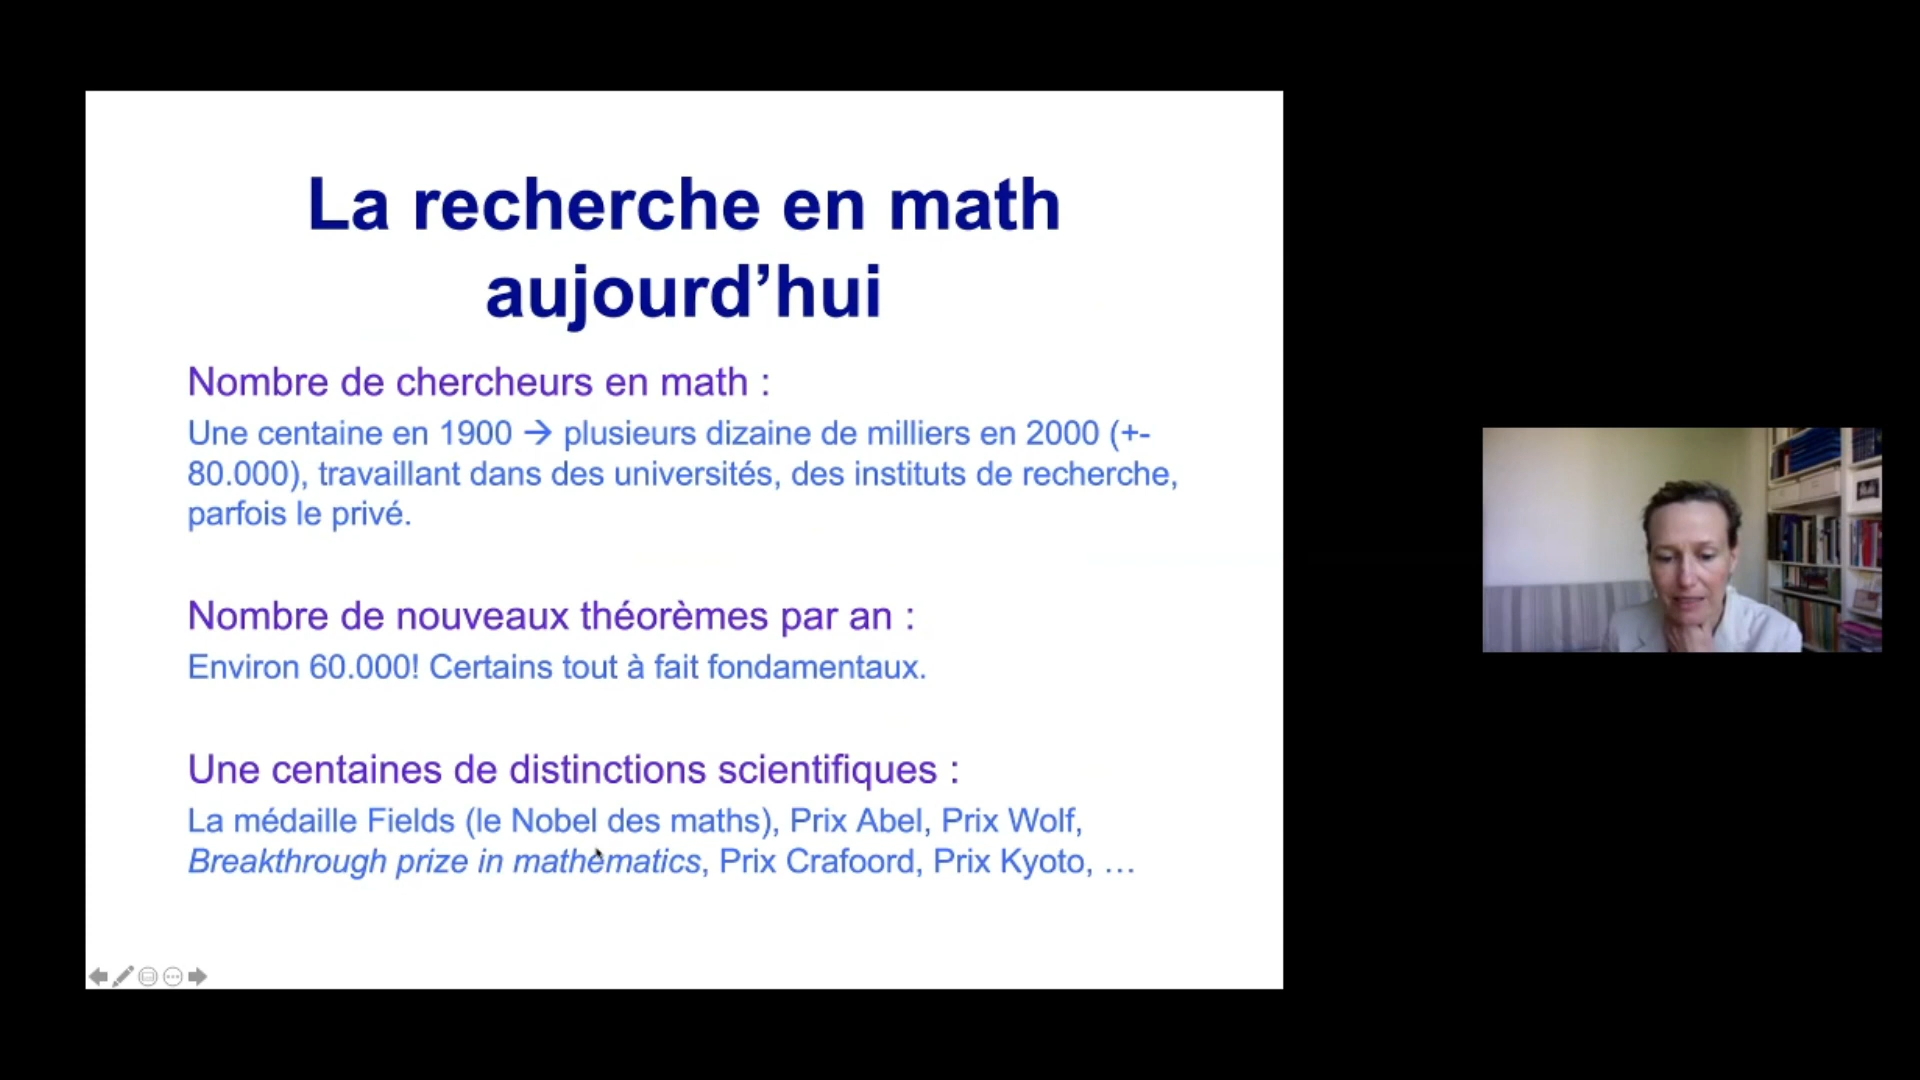 La recherche en math
aujourd’hui
Nombre de chercheurs en math :
Une centaine en 1900 → plusieurs dizaine de milliers en 2000 (+-
80.000), travaillant dans des universités, des instituts de recherche,
parfois le privé.
Nombre de nouveaux théorèmes par an :
Environ 60.000! Certains tout à fait fondamentaux.
Une centaines de distinctions scientifiques :
La médaille Fields (le Nobel des maths), Prix Abel, Prix Wolf,
Breakthrough prize in mathematics, Prix Crafoord, Prix Kyoto, …